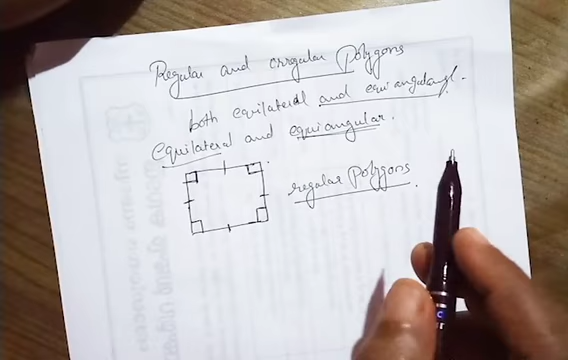 Regular and irregular Polygons
both equilateral and equiangular.
equilateral and equiangular.
regular Polygons.